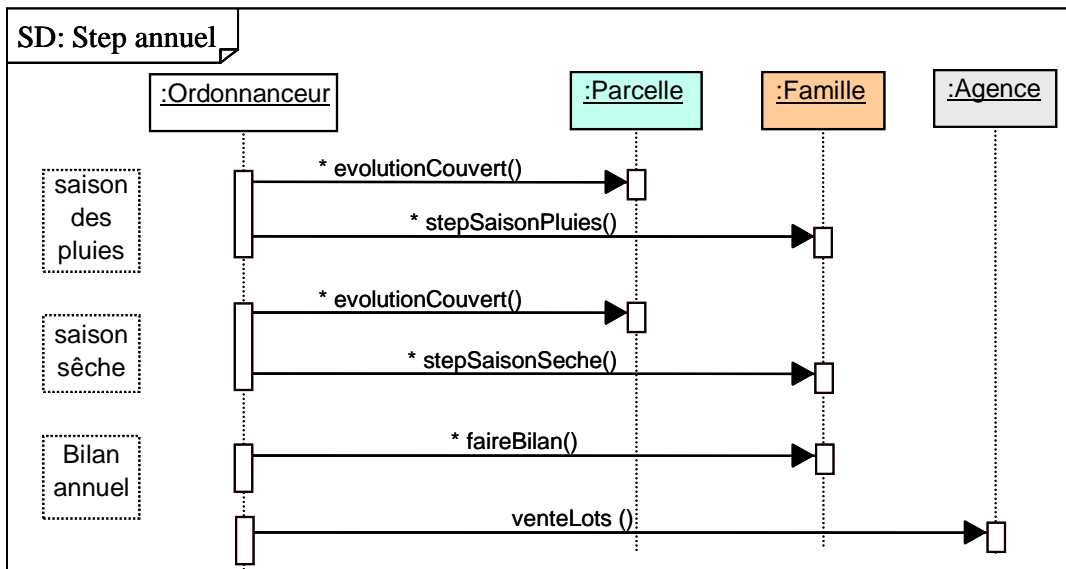 SD: Step annuel
:Ordonnanceur
:Parcelle
:Famille
:Agence
saison
des
pluies
* evolutionCouvert()
* stepSaisonPluies()
saison
sêche
* evolutionCouvert()
* stepSaisonSeche()
Bilan
annuel
* faireBilan()
venteLots ()